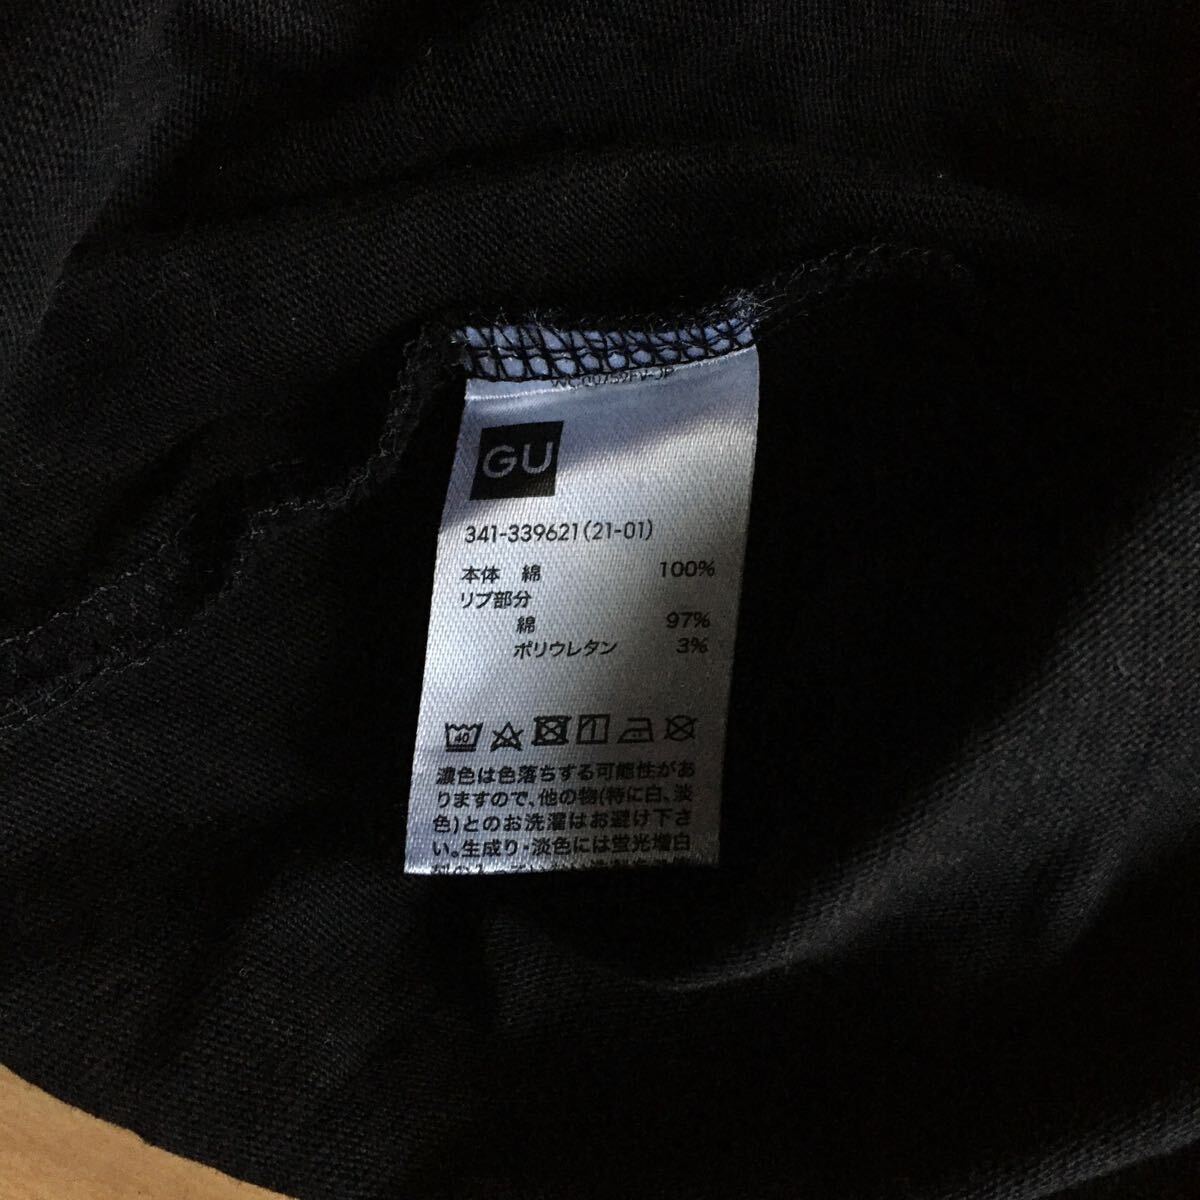 GU
341-339621(21-01)
本体 綿 100%
リブ部分
綿 97%
ポリウレタン 3%
40
濃色は色落ちする可能性があ
りますので、他の物(特に白、淡
色)とのお洗濯はお避け下さ
い。生成り・淡色には蛍光増白